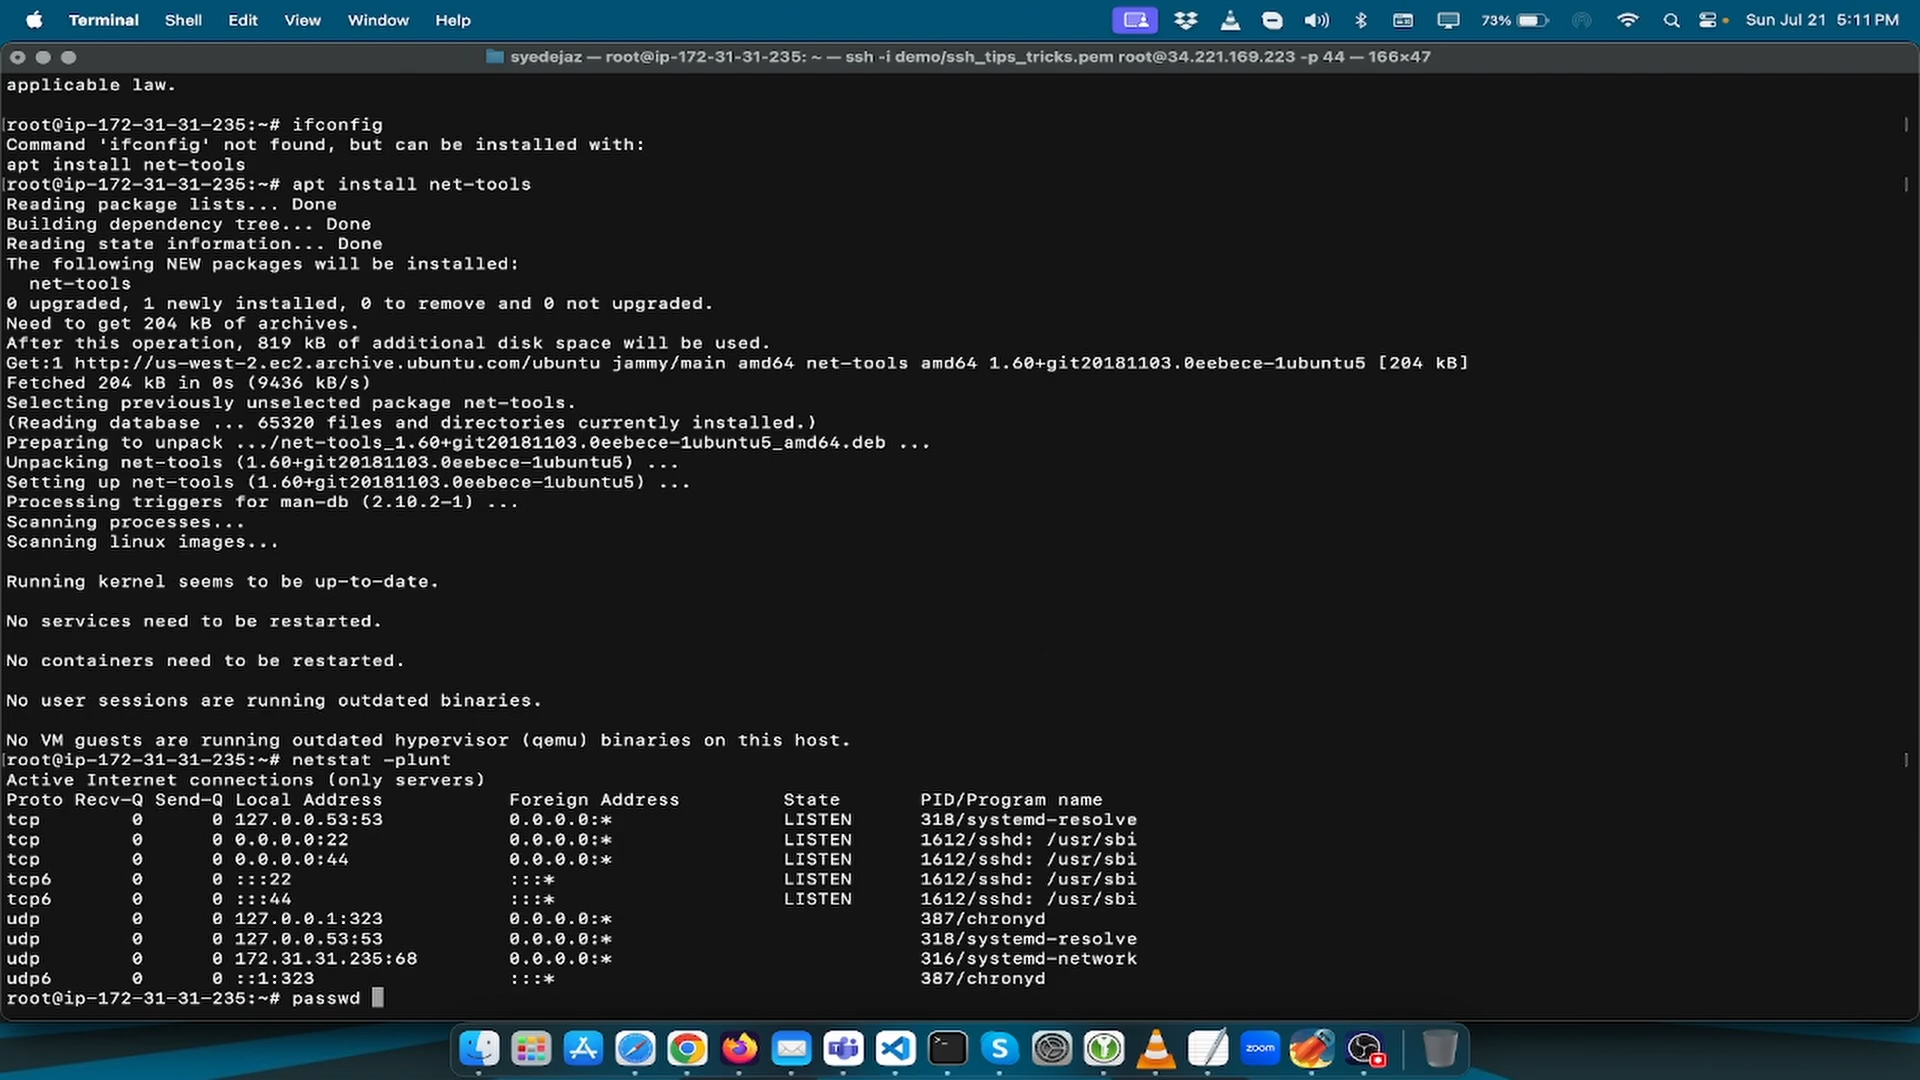 Terminal Shell Edit View Window Help 73% Sun Jul 21 5:11 PM
syedejaz — root@ip-172-31-31-235: ~ — ssh -i demo/ssh_tips_tricks.pem root@34.221.169.223 -p 44 — 166×47
applicable law.
root@ip-172-31-31-235:~# ifconfig
Command 'ifconfig' not found, but can be installed with:
apt install net-tools
root@ip-172-31-31-235:~# apt install net-tools
Reading package lists... Done
Building dependency tree... Done
Reading state information... Done
The following NEW packages will be installed:
net-tools
0 upgraded, 1 newly installed, 0 to remove and 0 not upgraded.
Need to get 204 kB of archives.
After this operation, 819 kB of additional disk space will be used.
Get:1 http://us-west-2.ec2.archive.ubuntu.com/ubuntu jammy/main amd64 net-tools amd64 1.60+git20181103.0eebece-1ubuntu5 [204 kB]
Fetched 204 kB in 0s (9436 kB/s)
Selecting previously unselected package net-tools.
(Reading database ... 65320 files and directories currently installed.)
Preparing to unpack .../net-tools_1.60+git20181103.0eebece-1ubuntu5_amd64.deb ...
Unpacking net-tools (1.60+git20181103.0eebece-1ubuntu5) ...
Setting up net-tools (1.60+git20181103.0eebece-1ubuntu5) ...
Processing triggers for man-db (2.10.2-1) ...
Scanning processes...
Scanning linux images...
Running kernel seems to be up-to-date.
No services need to be restarted.
No containers need to be restarted.
No user sessions are running outdated binaries.
No VM guests are running outdated hypervisor (qemu) binaries on this host.
root@ip-172-31-31-235:~# netstat -plunt
Active Internet connections (only servers)
Proto Recv-Q Send-Q Local Address Foreign Address State PID/Program name
tcp 0 0 127.0.0.53:53 0.0.0.0:* LISTEN 318/systemd-resolve
tcp 0 0 0.0.0.0:22 0.0.0.0:* LISTEN 1612/sshd: /usr/sbi
tcp 0 0 0.0.0.0:44 0.0.0.0:* LISTEN 1612/sshd: /usr/sbi
tcp6 0 0 :::22 :::* LISTEN 1612/sshd: /usr/sbi
tcp6 0 0 :::44 :::* LISTEN 1612/sshd: /usr/sbi
udp 0 0 127.0.0.1:323 0.0.0.0:* 387/chronyd
udp 0 0 127.0.0.53:53 0.0.0.0:* 318/systemd-resolve
udp 0 0 172.31.31.235:68 0.0.0.0:* 316/systemd-network
udp6 0 0 ::1:323 :::* 387/chronyd
root@ip-172-31-31-235:~# passwd
zoom